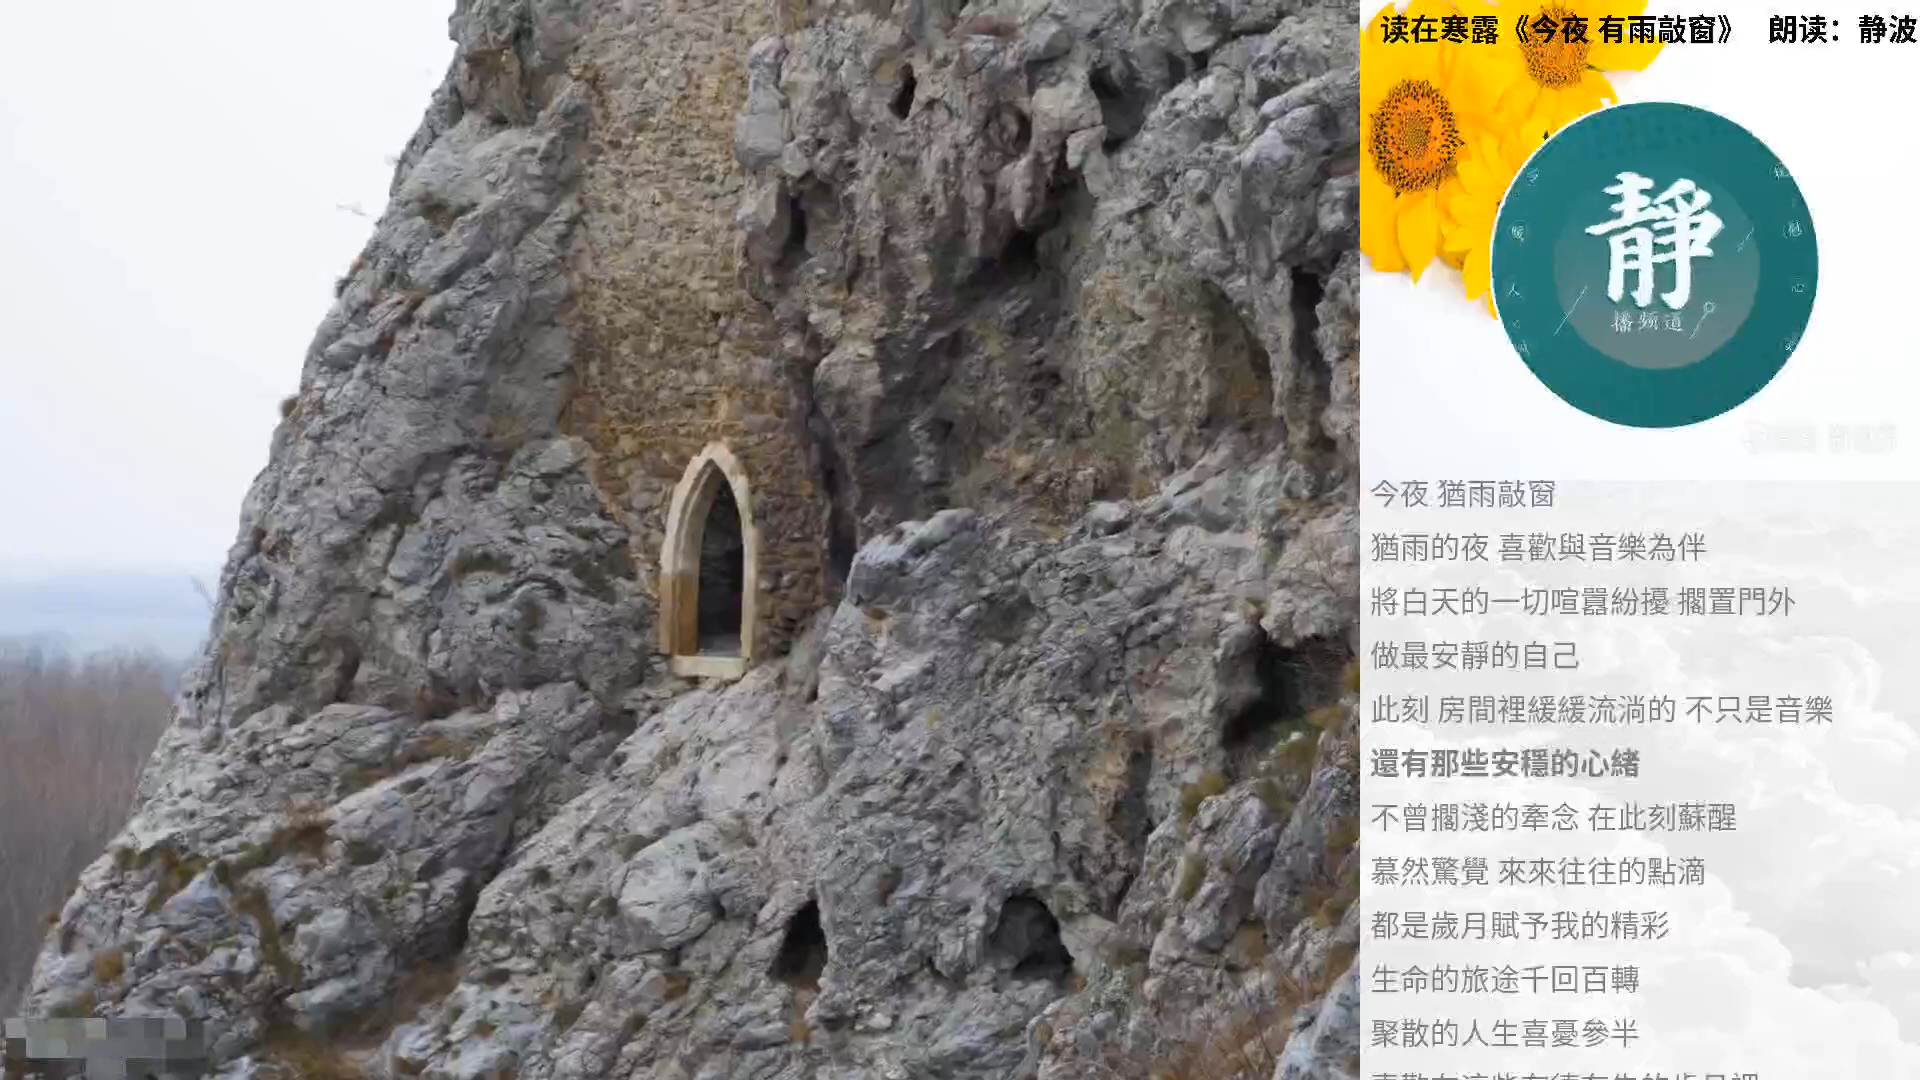 读在寒露《今夜 有雨敲窗》 朗读：静波
靜
播频道
今夜 猶雨敲窗
猶雨的夜 喜歡與音樂為伴
將白天的一切喧囂紛擾 擱置門外
做最安靜的自己
此刻 房間裡緩緩流淌的 不只是音樂
還有那些安穩的心緒
不曾擱淺的牽念 在此刻蘇醒
慕然驚覺 來來往往的點滴
都是歲月賦予我的精彩
生命的旅途千回百轉
聚散的人生喜憂參半